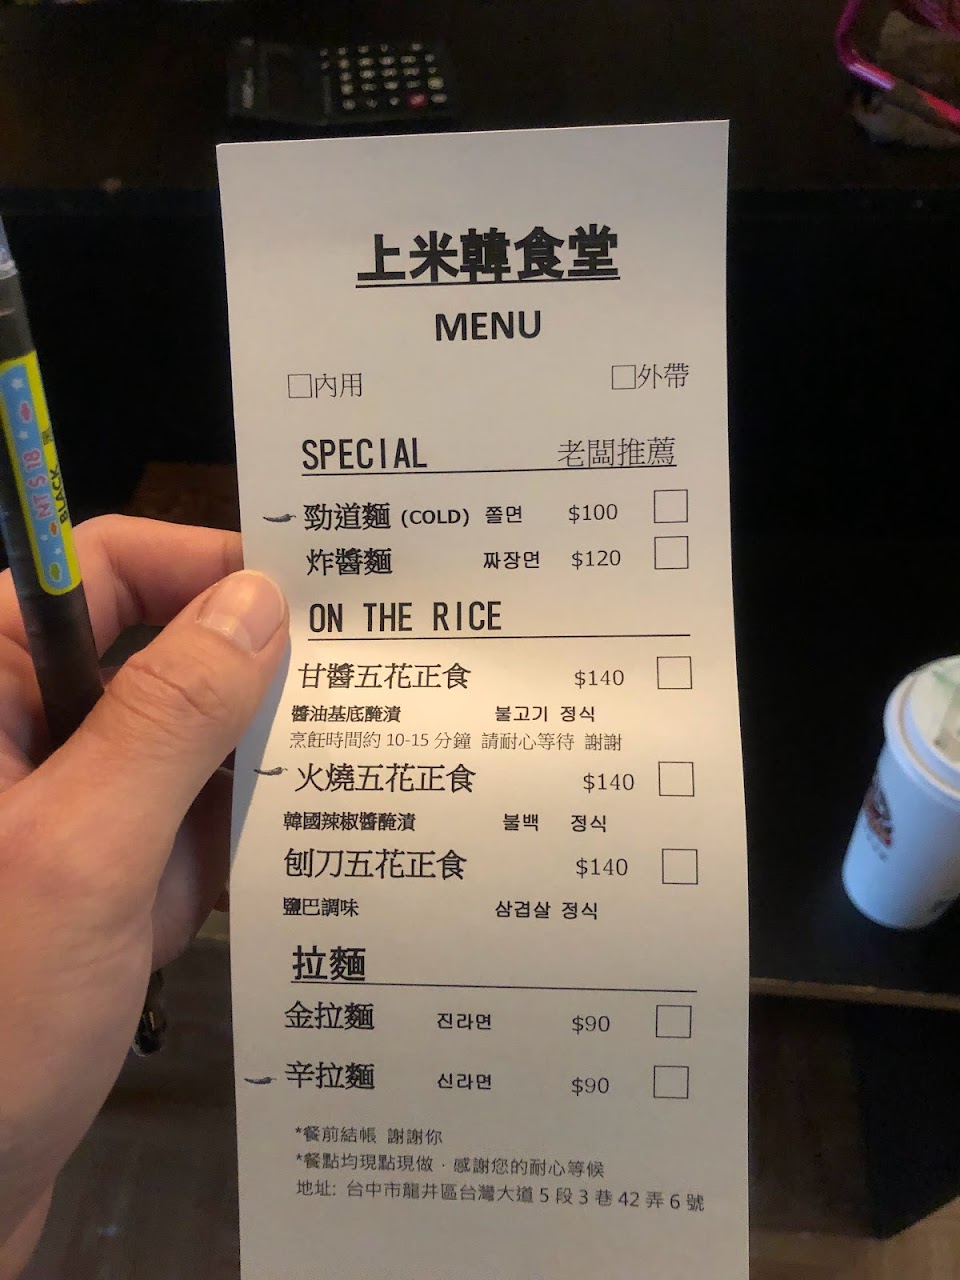 上米韓食堂
MENU
□內用 □外帶
SPECIAL 老闆推薦
勁道麵 (COLD) 쫄면 $100 □
炸醬麵 짜장면 $120 □
ON THE RICE
甘醬五花正食 $140 □
醬油基底醃漬 불고기 정식
烹飪時間約 10-15 分鐘 請耐心等待 謝謝
火燒五花正食 $140 □
韓國辣椒醬醃漬 불백 정식
刨刀五花正食 $140 □
鹽巴調味 삼겹살 정식
拉麵
金拉麵 진라면 $90 □
辛拉麵 신라면 $90 □
*餐前結帳 謝謝你
*餐點均現點現做．感謝您的耐心等候
地址: 台中市龍井區台灣大道 5 段 3 巷 42 弄 6 號
NT$ 18
BLACK